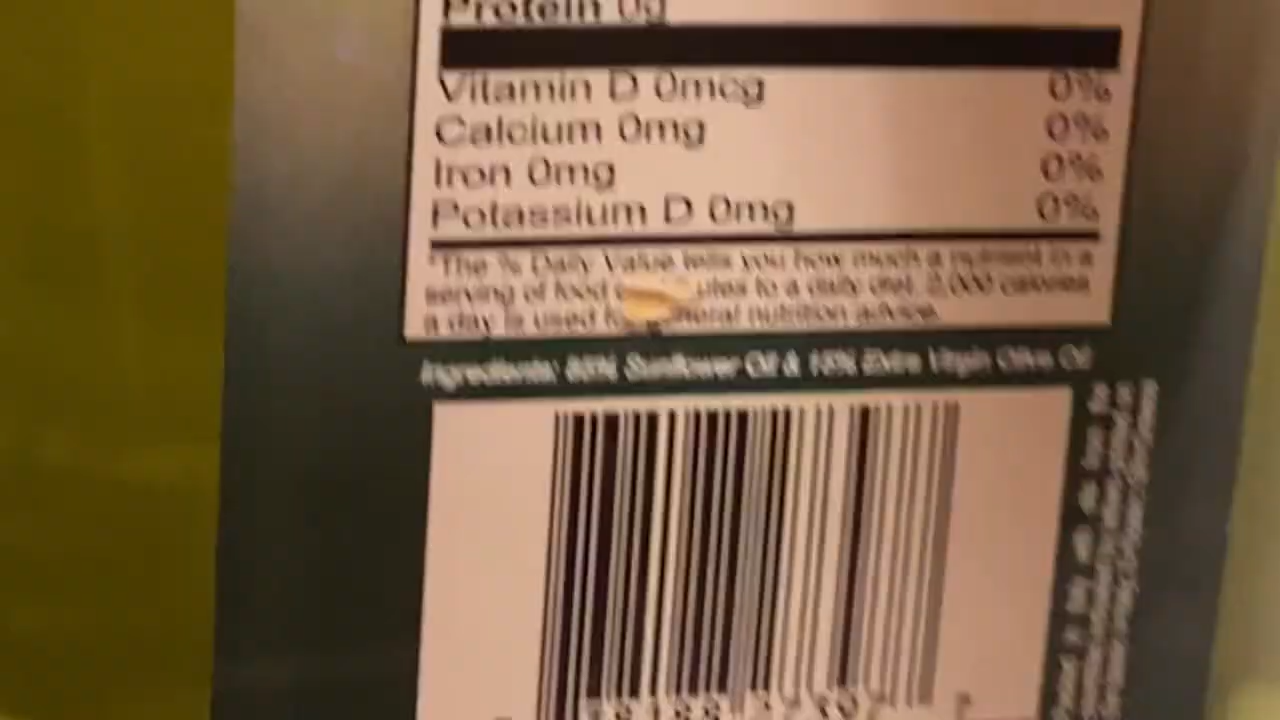 Protein 0g
Vitamin D 0mcg 0%
Calcium 0mg 0%
Iron 0mg 0%
Potassium D 0mg 0%
*The % Daily Value tells you how much a nutrient in a
serving of food to a daily diet. 2,000 calories
a day is used nutrition advice.
Ingredients: Sunflower Oil & Extra Virgin Olive Oil